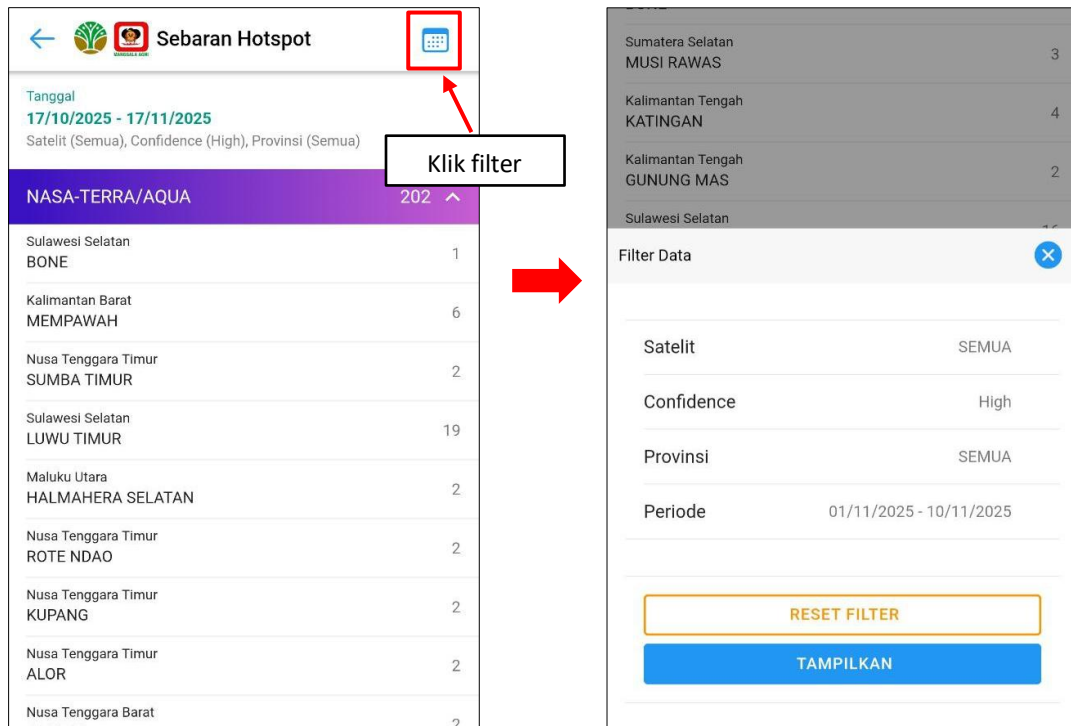 Sebaran Hotspot
Tanggal
17/10/2025 - 17/11/2025
Satelit (Semua), Confidence (High), Provinsi (Semua)
Klik filter
NASA-TERRA/AQUA 202
Sulawesi Selatan
BONE 1
Kalimantan Barat
MEMPAWAH 6
Nusa Tenggara Timur
SUMBA TIMUR 2
Sulawesi Selatan
LUWU TIMUR 19
Maluku Utara
HALMAHERA SELATAN 2
Nusa Tenggara Timur
ROTE NDAO 2
Nusa Tenggara Timur
KUPANG 2
Nusa Tenggara Timur
ALOR 2
Nusa Tenggara Barat
2
Sumatera Selatan
MUSI RAWAS 3
Kalimantan Tengah
KATINGAN 4
Kalimantan Tengah
GUNUNG MAS 2
Sulawesi Selatan
Filter Data
Satelit SEMUA
Confidence High
Provinsi SEMUA
Periode 01/11/2025 - 10/11/2025
RESET FILTER
TAMPILKAN